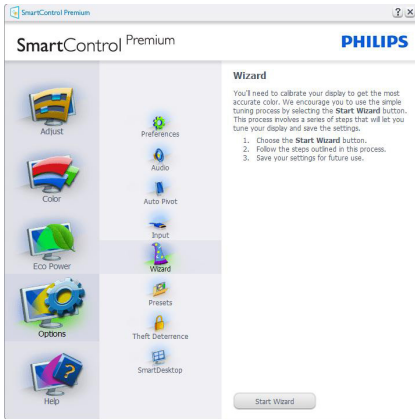 SmartControl Premium
? ×
SmartControl Premium
PHILIPS
Adjust
Color
Eco Power
Options
Help
Preferences
Audio
Auto Pivot
Input
Wizard
Presets
Theft Deterrence
SmartDesktop
Wizard
You'll need to calibrate your display to get the most
accurate color. We encourage you to use the simple
tuning process by selecting the Start Wizard button.
This process involves a series of steps that will let you
tune your display and save the settings.
1. Choose the Start Wizard button.
2. Follow the steps outlined in this process.
3. Save your settings for future use.
Start Wizard